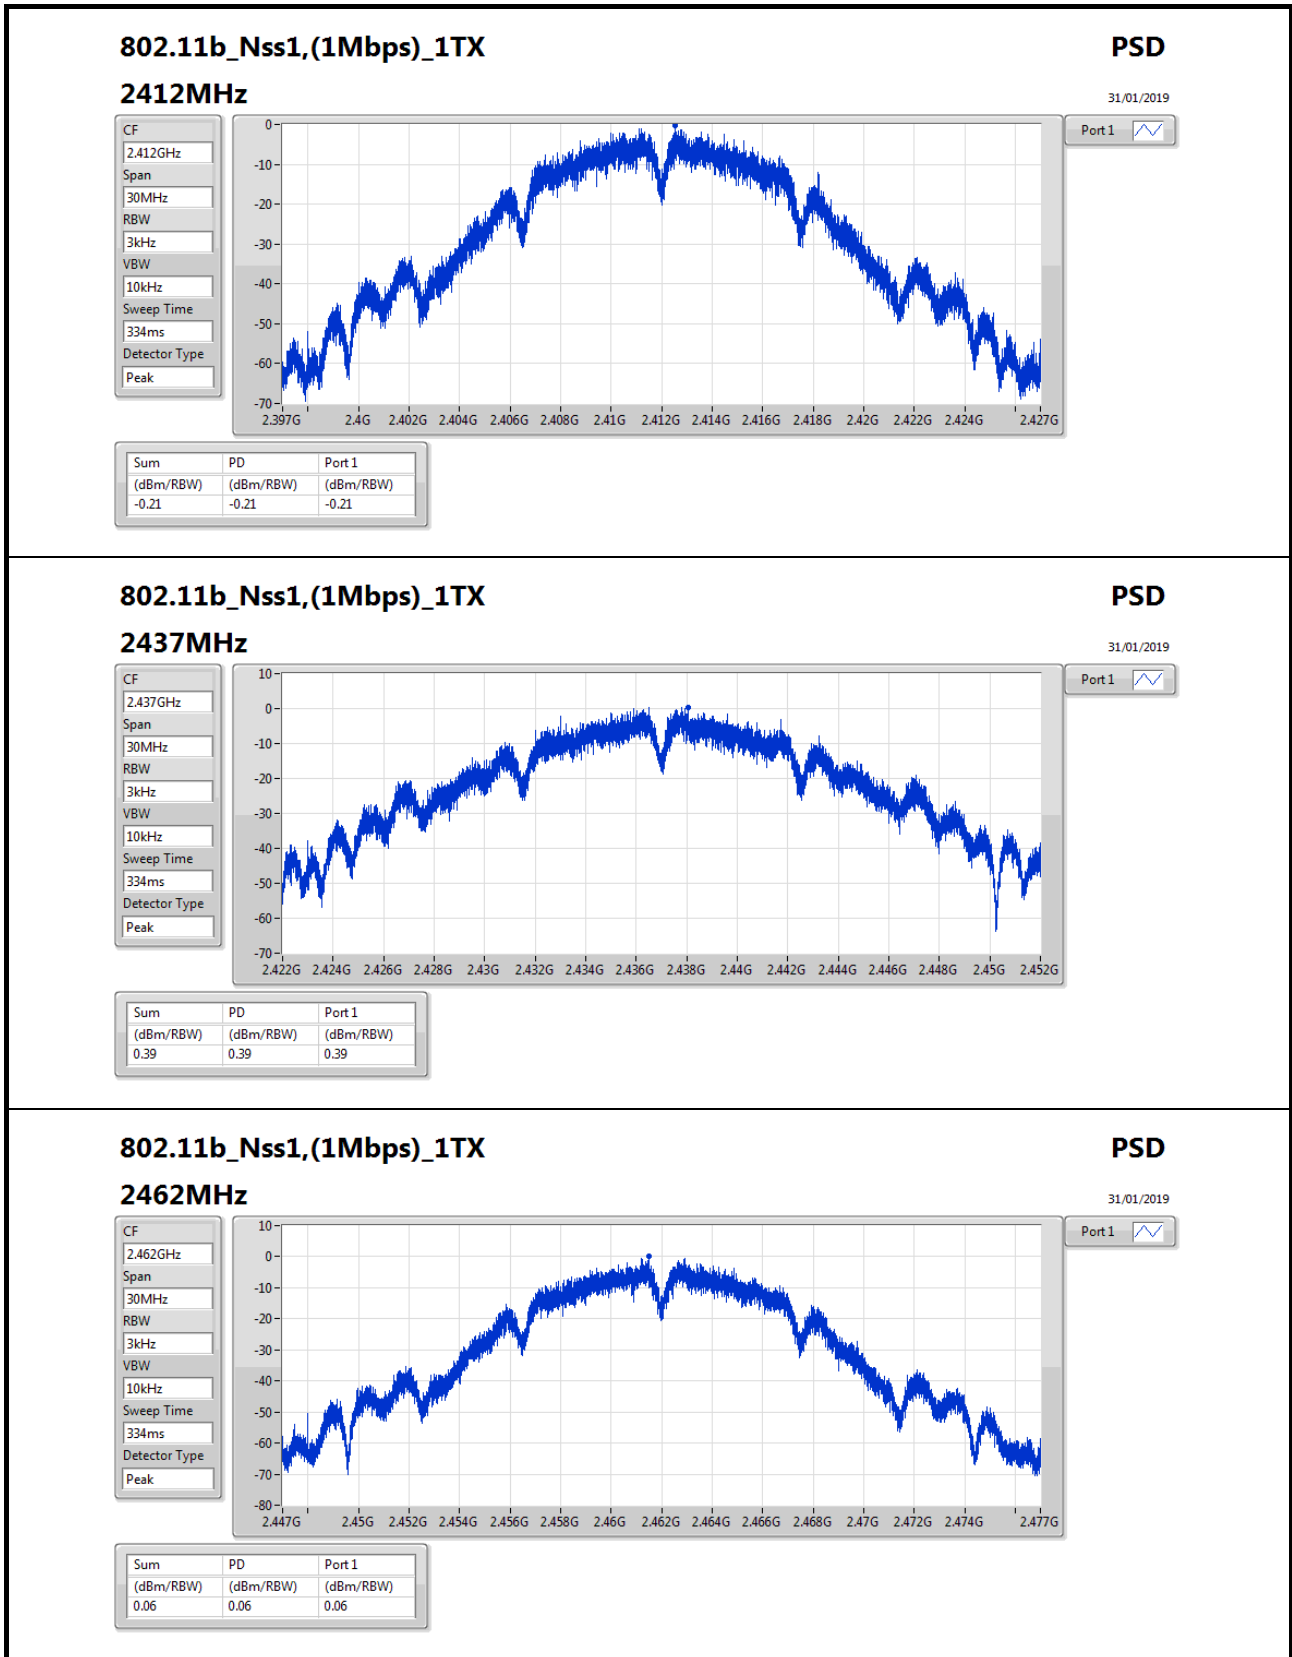 802.11b_Nss1,(1Mbps)_1TX PSD
2412MHz 31/01/2019
CF
2.412GHz
Span
30MHz
RBW
3kHz
VBW
10kHz
Sweep Time
334ms
Detector Type
Peak
0
-10
-20
-30
-40
-50
-60
-70
2.397G 2.4G 2.402G 2.404G 2.406G 2.408G 2.41G 2.412G 2.414G 2.416G 2.418G 2.42G 2.422G 2.424G 2.427G
Port 1
Sum PD Port 1
(dBm/RBW) (dBm/RBW) (dBm/RBW)
-0.21 -0.21 -0.21
802.11b_Nss1,(1Mbps)_1TX PSD
2437MHz 31/01/2019
CF
2.437GHz
Span
30MHz
RBW
3kHz
VBW
10kHz
Sweep Time
334ms
Detector Type
Peak
10
0
-10
-20
-30
-40
-50
-60
-70
2.422G 2.424G 2.426G 2.428G 2.43G 2.432G 2.434G 2.436G 2.438G 2.44G 2.442G 2.444G 2.446G 2.448G 2.45G 2.452G
Port 1
Sum PD Port 1
(dBm/RBW) (dBm/RBW) (dBm/RBW)
0.39 0.39 0.39
802.11b_Nss1,(1Mbps)_1TX PSD
2462MHz 31/01/2019
CF
2.462GHz
Span
30MHz
RBW
3kHz
VBW
10kHz
Sweep Time
334ms
Detector Type
Peak
10
0
-10
-20
-30
-40
-50
-60
-70
-80
2.447G 2.45G 2.452G 2.454G 2.456G 2.458G 2.46G 2.462G 2.464G 2.466G 2.468G 2.47G 2.472G 2.474G 2.477G
Port 1
Sum PD Port 1
(dBm/RBW) (dBm/RBW) (dBm/RBW)
0.06 0.06 0.06